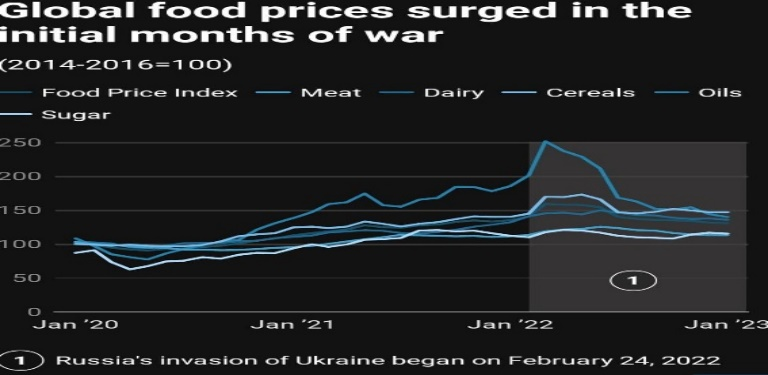 Global food prices surged in the
initial months of war
(2014-2016=100)
Food Price Index Meat Dairy Cereals Oils
Sugar
250
200
150
100
50
0
Jan '20 Jan '21 Jan '22 Jan '23
1
1 Russia's invasion of Ukraine began on February 24, 2022